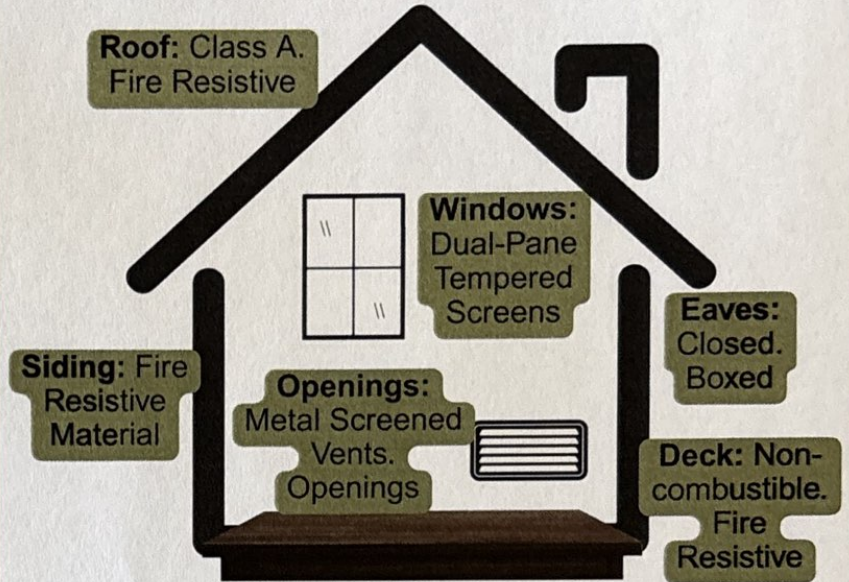 Roof: Class A.
Fire Resistive
Windows:
Dual-Pane
Tempered
Screens
Eaves:
Closed.
Boxed
Siding: Fire
Resistive
Material
Openings:
Metal Screened
Vents.
Openings
Deck: Non-
combustible.
Fire
Resistive